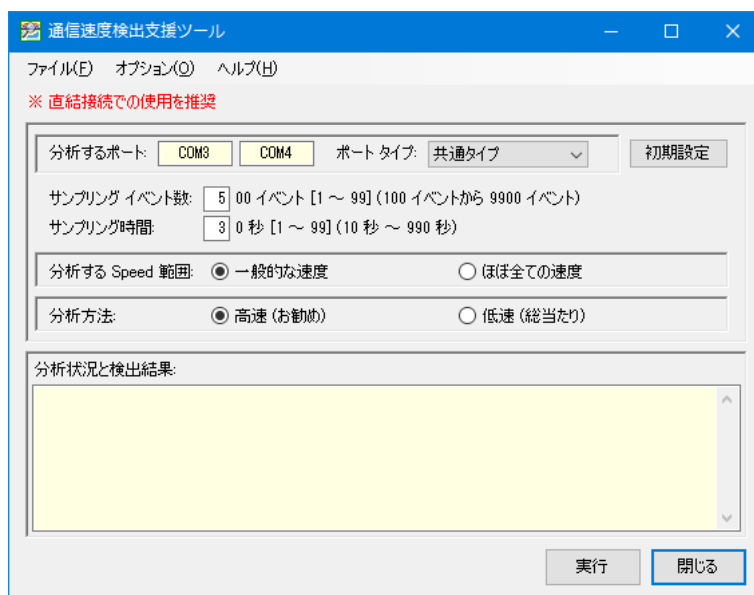 通信速度検出支援ツール
ファイル(F) オプション(O) ヘルプ(H)
※ 直結接続での使用を推奨
分析するポート: COM3 COM4 ポート タイプ: 共通タイプ 初期設定
サンプリング イベント数: 5 00 イベント [1 ～ 99] (100 イベントから 9900 イベント)
サンプリング時間: 3 0 秒 [1 ～ 99] (10 秒 ～ 990 秒)
分析する Speed 範囲: 一般的な速度 ほぼ全ての速度
分析方法: 高速 (お勧め) 低速 (総当たり)
分析状況と検出結果:
実行 閉じる